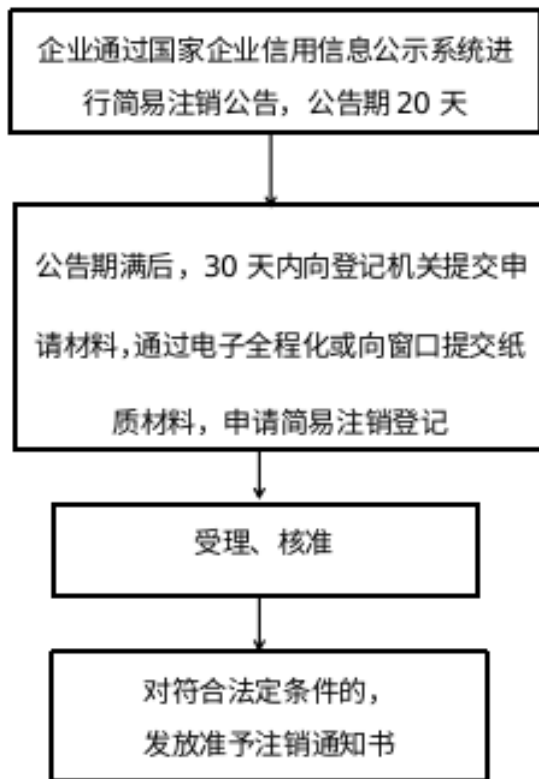 企业通过国家企业信用信息公示系统进
行简易注销公告，公告期 20 天
公告期满后，30 天内向登记机关提交申
请材料，通过电子全程化或向窗口提交纸
质材料，申请简易注销登记
受理、核准
对符合法定条件的，
发放准予注销通知书